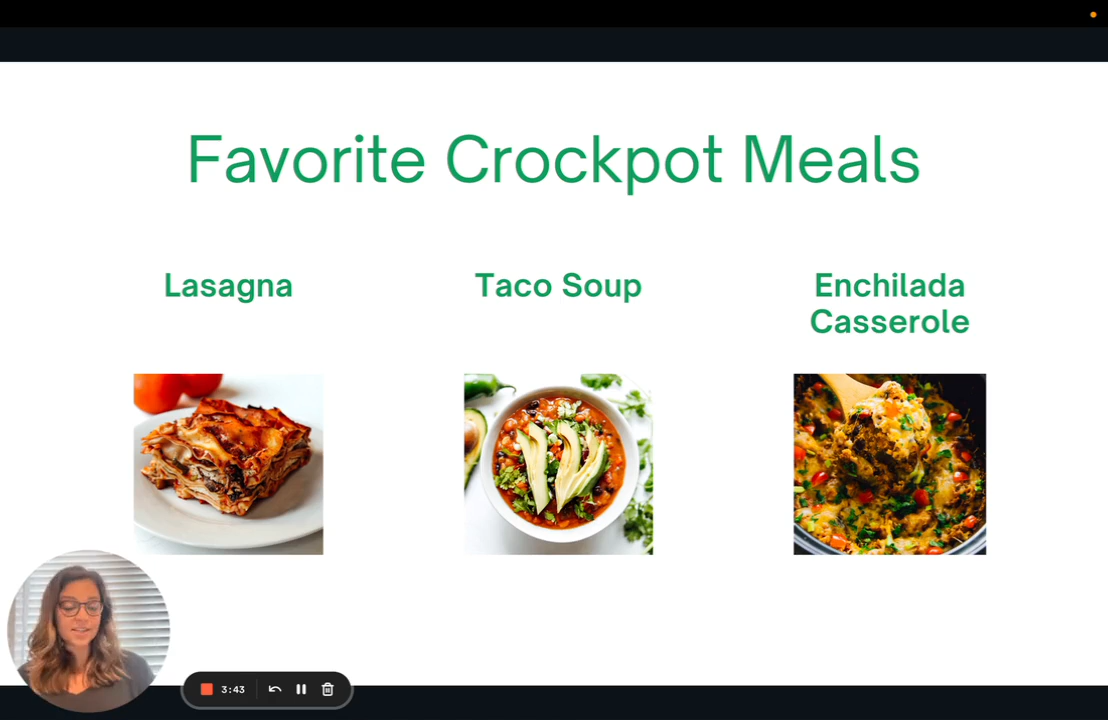 Favorite Crockpot Meals
Lasagna
Taco Soup
Enchilada
Casserole
3:43